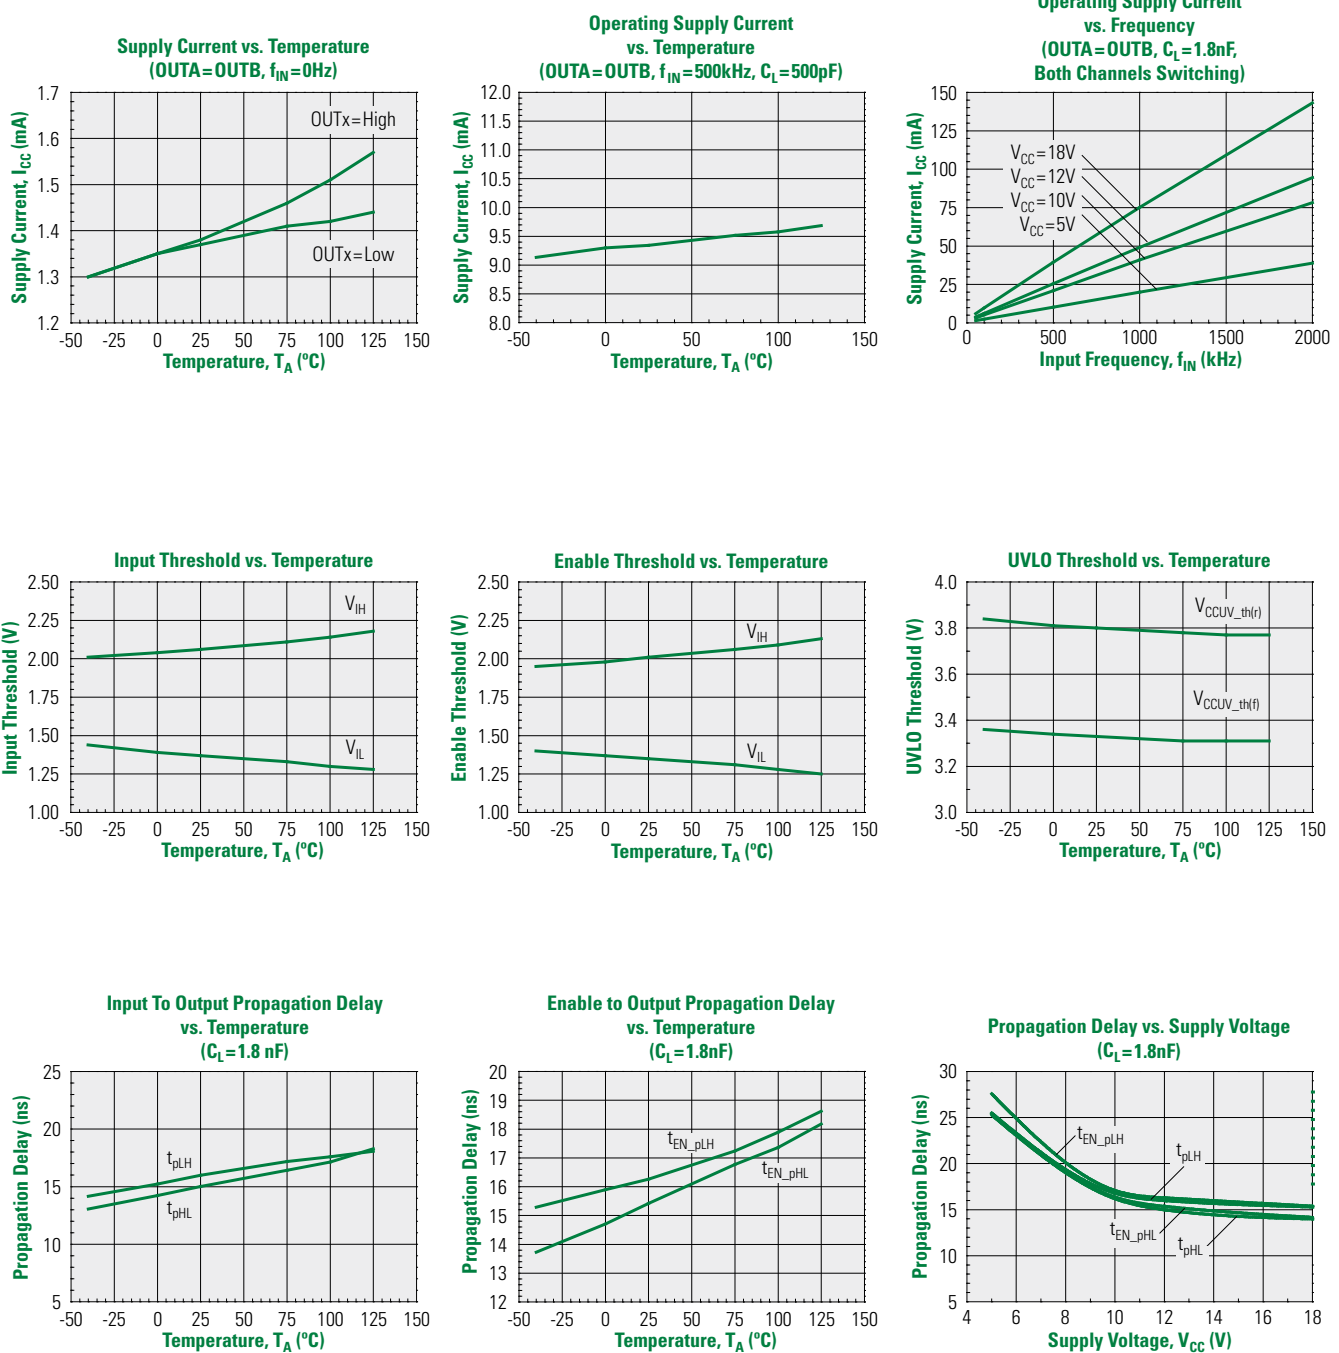 Supply Current vs. Temperature
(OUTA=OUTB, fIN=0Hz)
Supply Current, ICC (mA)
1.7
1.6
1.5
1.4
1.3
1.2
OUTx=High
OUTx=Low
-50 -25 0 25 50 75 100 125 150
Temperature, TA (ºC)
Operating Supply Current
vs. Temperature
(OUTA=OUTB, fIN=500kHz, CL=500pF)
Supply Current, ICC (mA)
12.0
11.5
11.0
10.5
10.0
9.5
9.0
8.5
8.0
-50 -25 0 25 50 75 100 125 150
Temperature, TA (ºC)
Operating Supply Current
vs. Frequency
(OUTA=OUTB, CL=1.8nF,
Both Channels Switching)
Supply Current, ICC (mA)
150
125
100
75
50
25
0
VCC=18V
VCC=12V
VCC=10V
VCC=5V
0 500 1000 1500 2000
Input Frequency, fIN (kHz)
Input Threshold vs. Temperature
Input Threshold (V)
2.50
2.25
2.00
1.75
1.50
1.25
1.00
VIH
VIL
-50 -25 0 25 50 75 100 125 150
Temperature, TA (ºC)
Enable Threshold vs. Temperature
Enable Threshold (V)
2.50
2.25
2.00
1.75
1.50
1.25
1.00
VIH
VIL
-50 -25 0 25 50 75 100 125 150
Temperature, TA (ºC)
UVLO Threshold vs. Temperature
UVLO Threshold (V)
4.0
3.8
3.6
3.4
3.2
3.0
VCCUV_th(r)
VCCUV_th(f)
-50 -25 0 25 50 75 100 125 150
Temperature, TA (ºC)
Input To Output Propagation Delay
vs. Temperature
(CL=1.8 nF)
Propagation Delay (ns)
25
20
15
10
5
tpLH
tpHL
-50 -25 0 25 50 75 100 125 150
Temperature, TA (ºC)
Enable to Output Propagation Delay
vs. Temperature
(CL=1.8nF)
Propagation Delay (ns)
20
19
18
17
16
15
14
13
12
tEN_pLH
tEN_pHL
-50 -25 0 25 50 75 100 125 150
Temperature, TA (ºC)
Propagation Delay vs. Supply Voltage
(CL=1.8nF)
Propagation Delay (ns)
30
25
20
15
10
5
tEN_pLH
tpLH
tEN_pHL
tpHL
4 6 8 10 12 14 16 18
Supply Voltage, VCC (V)